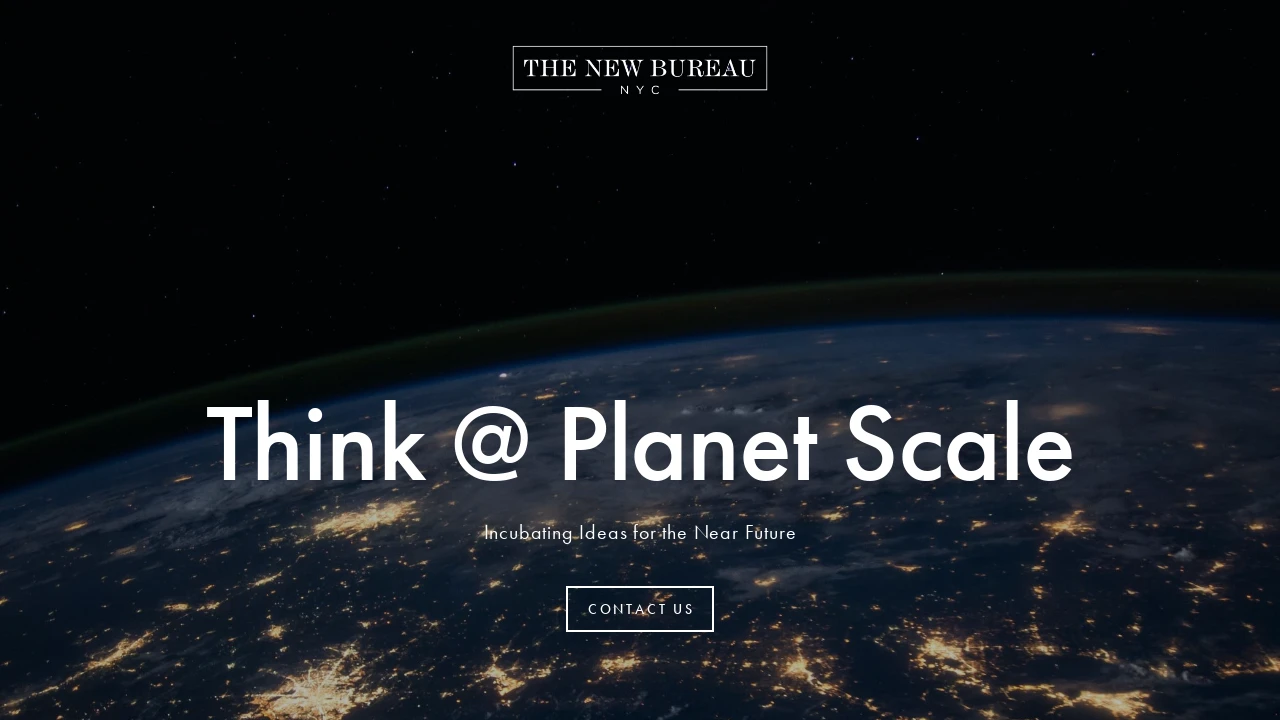 THE NEW BUREAU
NYC
Think @ Planet Scale
Incubating Ideas for the Near Future
CONTACT US